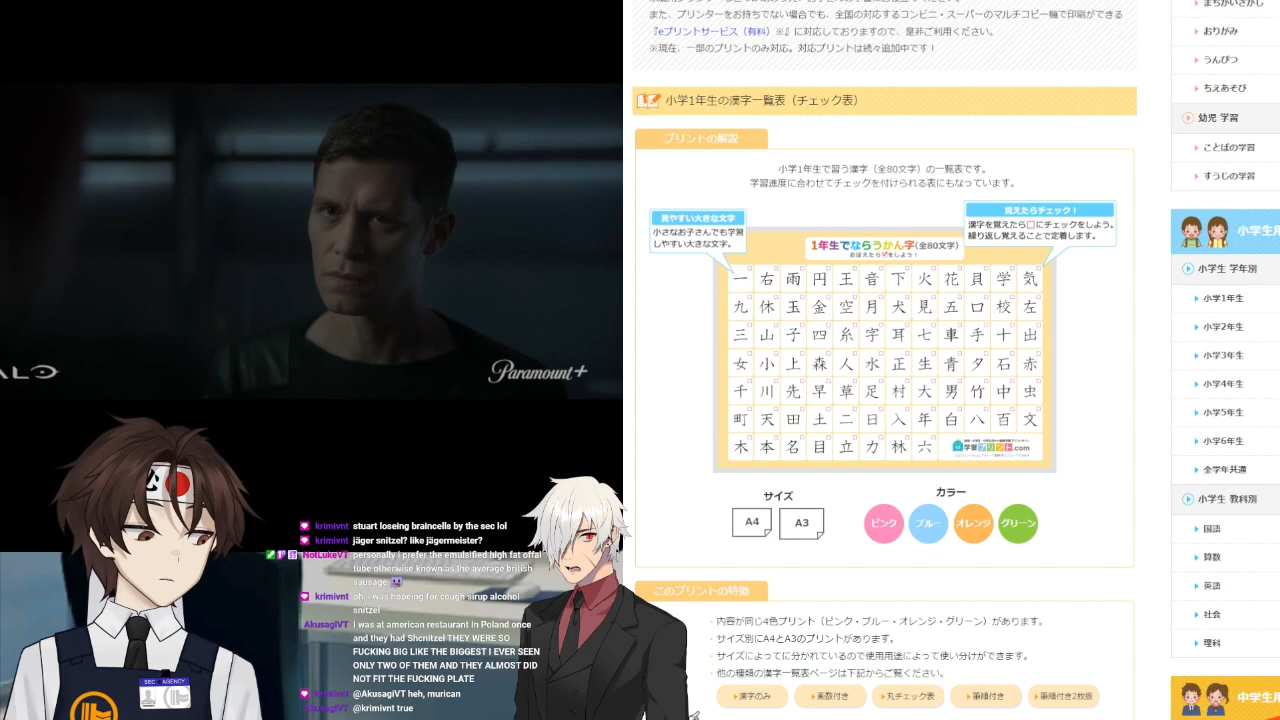 また、プリンターをお持ちでない場合でも、全国の対応するコンビニ・スーパーのマルチコピー機で印刷ができる
『eプリントサービス（有料）※』に対応しておりますので、是非ご利用ください。
※現在、一部のプリントのみ対応。対応プリントは続々追加中です！
小学1年生の漢字一覧表（チェック表）
プリントの解説
小学1年生で習う漢字（全80文字）の一覧表です。
学習進度に合わせてチェックを付けられる表にもなっています。
見やすい大きな文字
小さなお子さんでも学習
しやすい大きな文字。
覚えたらチェック！
漢字を覚えたら□にチェックをしよう。
繰り返し覚えることで定着します。
1年生でならうかん字(全80文字)
おぼえたら☑をしよう！
一 右 雨 円 王 音 下 火 花 貝 学 気
九 休 玉 金 空 月 犬 見 五 口 校 左
三 山 子 四 糸 字 耳 七 車 手 十 出
女 小 上 森 人 水 正 生 青 夕 石 赤
千 川 先 早 草 足 村 大 男 竹 中 虫
町 天 田 土 二 日 入 年 白 八 百 文
木 本 名 目 立 力 林 六
学習プリント.com
サイズ
A4
A3
カラー
ピンク
ブルー
オレンジ
グリーン
このプリントの特徴
・内容が同じ4色プリント（ピンク・ブルー・オレンジ・グリーン）があります。
・サイズ別にA4とA3のプリントがあります。
・サイズによってに分かれているので使用用途によって使い分けができます。
・他の種類の漢字一覧表ページは下記からご覧ください。
漢字のみ
画数付き
丸チェック表
筆順付き
筆順付き2枚版
まちがいさがし
おりがみ
うんぴつ
ちえあそび
幼児 学習
ことばの学習
すうじの学習
小学生用
小学生 学年別
小学1年生
小学2年生
小学3年生
小学4年生
小学5年生
小学6年生
全学年共通
小学生 教科別
国語
算数
英語
社会
理科
中学生用
Paramount+
krimivnt stuart loseing braincells by the sec lol
krimivnt jäger snitzel? like jägermeister?
NotLukeVT personally i prefer the emulsified high fat offal
tube otherwise known as the average british
sausage
krimivnt oh, i was hopeing for cough sirup alcohol
snitzel
AkusagiVT I was at american restaurant in Poland once
and they had Shcnitzel THEY WERE SO
FUCKING BIG LIKE THE BIGGEST I EVER SEEN
ONLY TWO OF THEM AND THEY ALMOST DID
NOT FIT THE FUCKING PLATE
krimivnt @AkusagiVT heh, murican
AkusagiVT @krimivnt true
SEC AGENCY